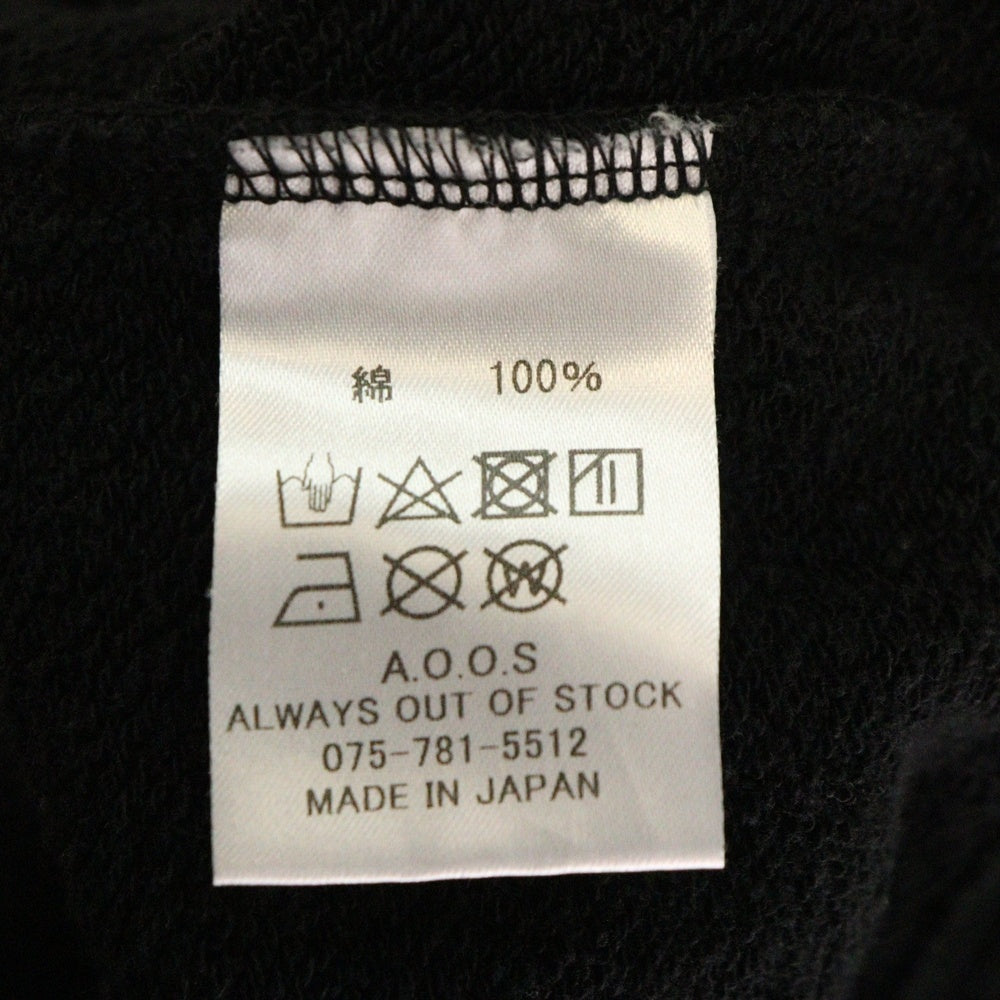 綿 100%
W
A.O.O.S
ALWAYS OUT OF STOCK
075-781-5512
MADE IN JAPAN